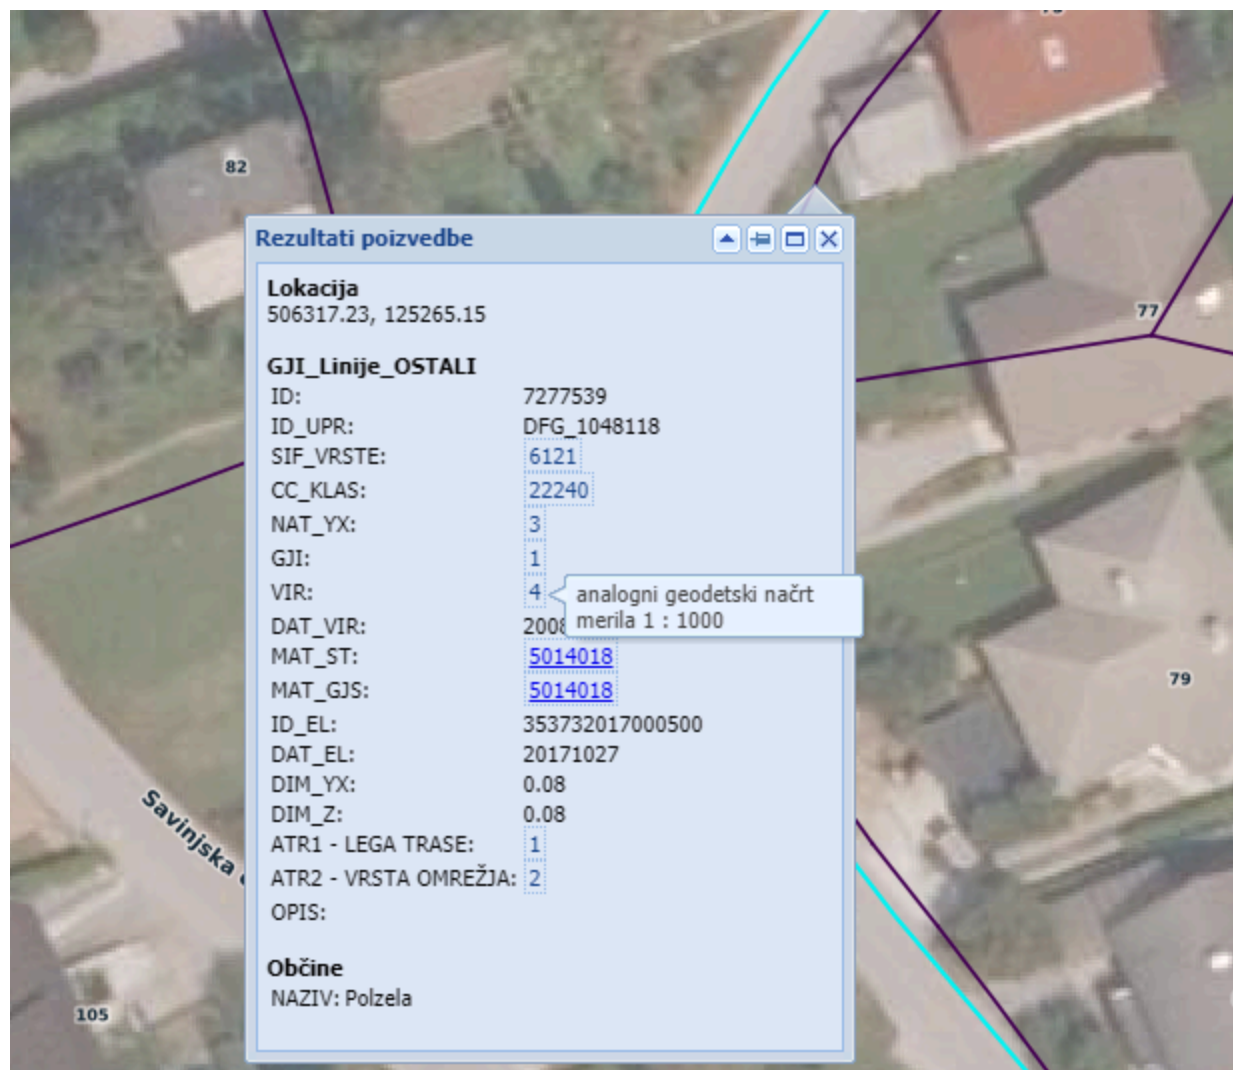 82
Rezultati poizvedbe
Lokacija
506317.23, 125265.15
77
GJI_Linije_OSTALI
ID: 7277539
ID_UPR: DFG_1048118
SIF_VRSTE: 6121
CC_KLAS: 22240
NAT_YX: 3
GJI: 1
VIR: 4
analogni geodetski načrt
merila 1 : 1000
DAT_VIR: 2008
MAT_ST: 5014018
MAT_GJS: 5014018
79
ID_EL: 353732017000500
DAT_EL: 20171027
DIM_YX: 0.08
DIM_Z: 0.08
Savinjska
ATR1 - LEGA TRASE: 1
ATR2 - VRSTA OMREŽJA: 2
OPIS:
Občine
NAZIV: Polzela
105